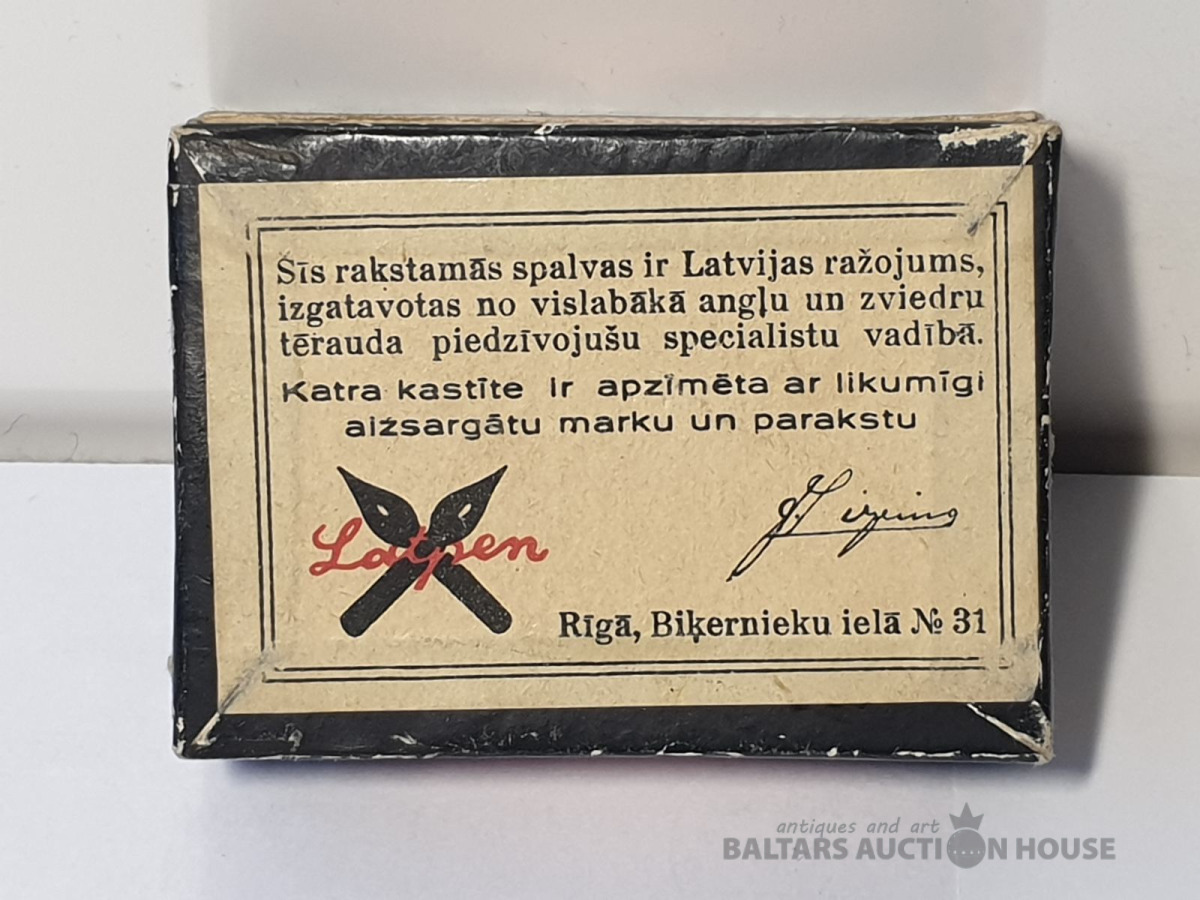 Šīs rakstamās spalvas ir Latvijas ražojums,
izgatavotas no vislabākā angļu un zviedru
tērauda piedzīvojušu specialistu vadībā.
Katra kastīte ir apzīmēta ar likumīgi
aizsargātu marku un parakstu
Latpen
Rīgā, Biķernieku ielā № 31
antiques and art
BALTARS AUCTION HOUSE